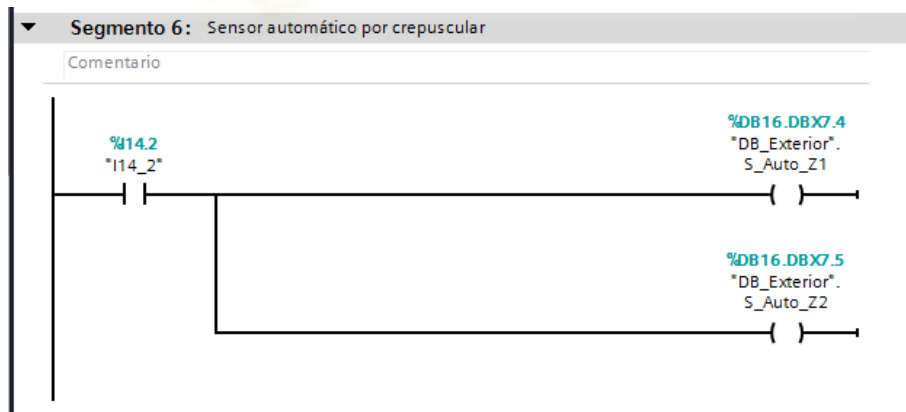 Segmento 6: Sensor automático por crepuscular
Comentario
%I14.2
"I14_2"
%DB16.DBX7.4
"DB_Exterior".
S_Auto_Z1
%DB16.DBX7.5
"DB_Exterior".
S_Auto_Z2